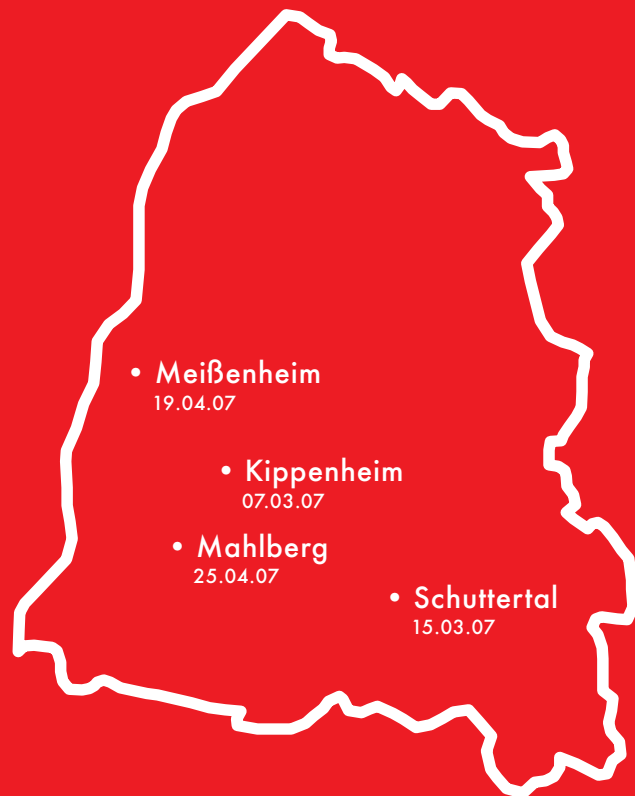 • Meißenheim
19.04.07
• Kippenheim
07.03.07
• Mahlberg
25.04.07
• Schuttertal
15.03.07